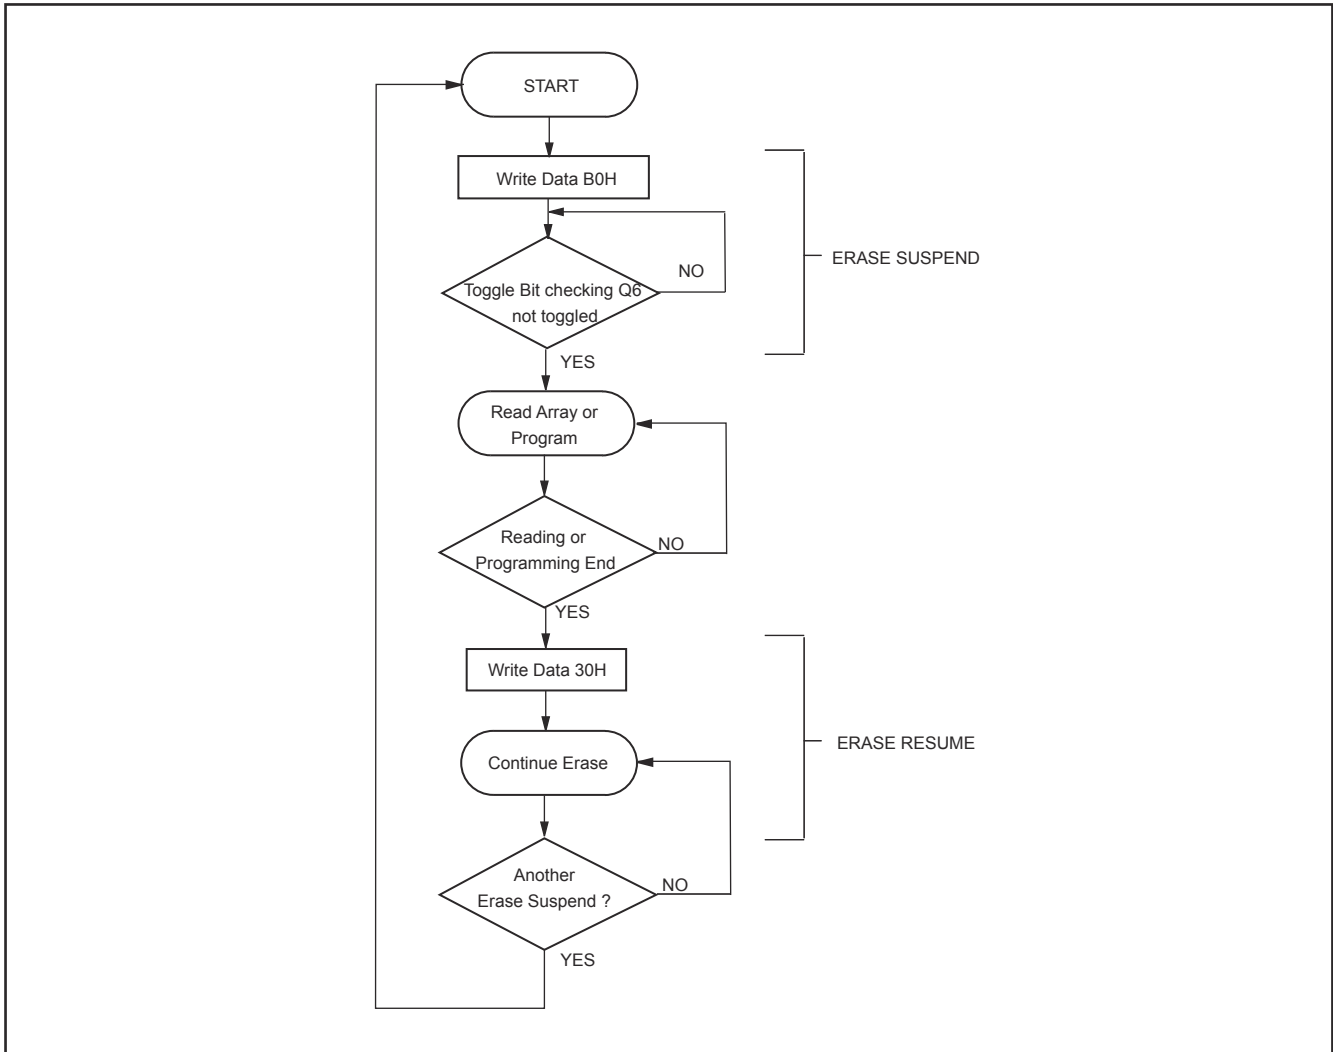 START
Write Data B0H
ERASE SUSPEND
NO
Toggle Bit checking Q6
not toggled
YES
Read Array or
Program
Reading or
Programming End
NO
YES
Write Data 30H
ERASE RESUME
Continue Erase
Another
Erase Suspend ?
NO
YES